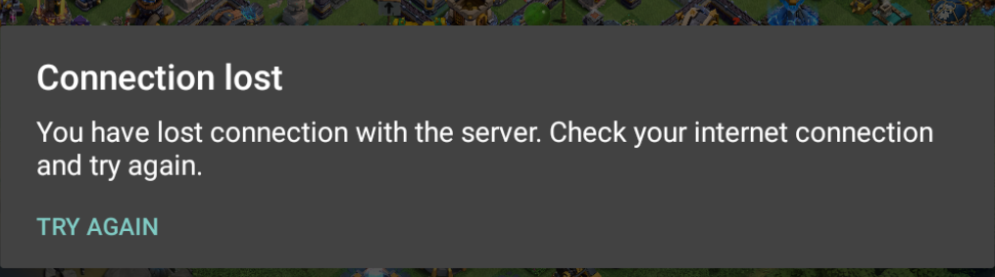 Connection lost
You have lost connection with the server. Check your internet connection
and try again.
TRY AGAIN